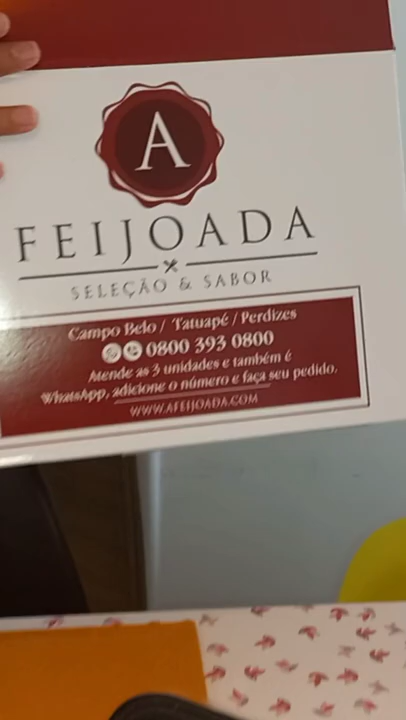 A
FEIJOADA
SELEÇÃO & SABOR
Campo Belo / Tatuapé / Perdizes
0800 393 0800
Atende as 3 unidades e também é
WhatsApp, adicione o número e faça seu pedido.
WWW.AFEIJOADA.COM